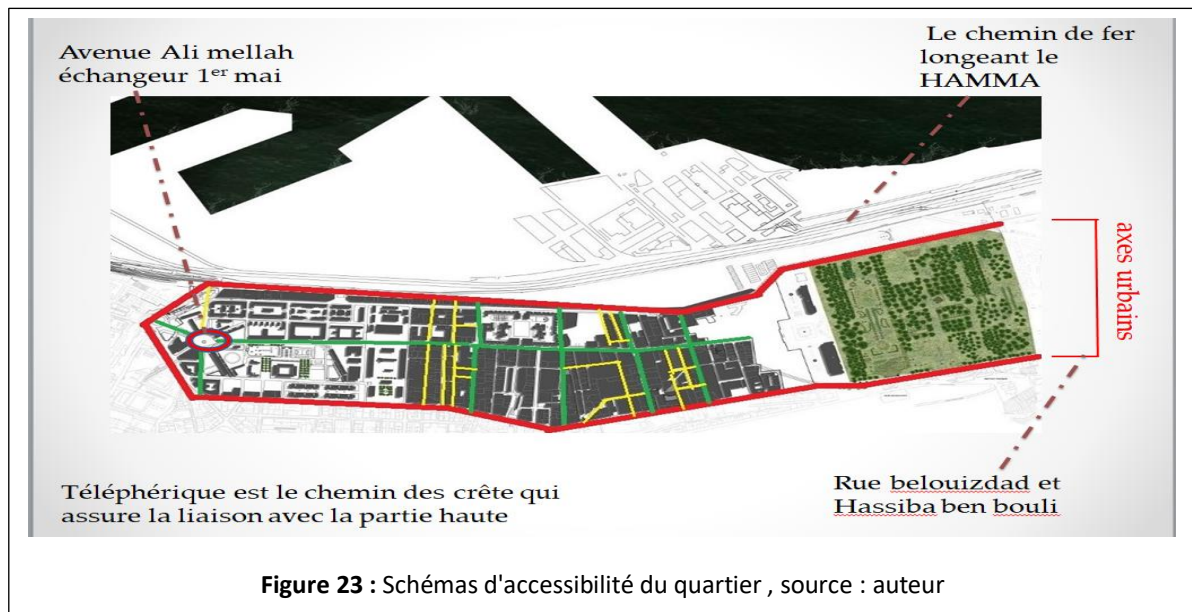 Avenue Ali mellah
échangeur 1er mai
Le chemin de fer
longeant le
HAMMA
axes urbains
Téléphérique est le chemin des crête qui
assure la liaison avec la partie haute
Rue belouizdad et
Hassiba ben bouli
Figure 23 : Schémas d'accessibilité du quartier , source : auteur